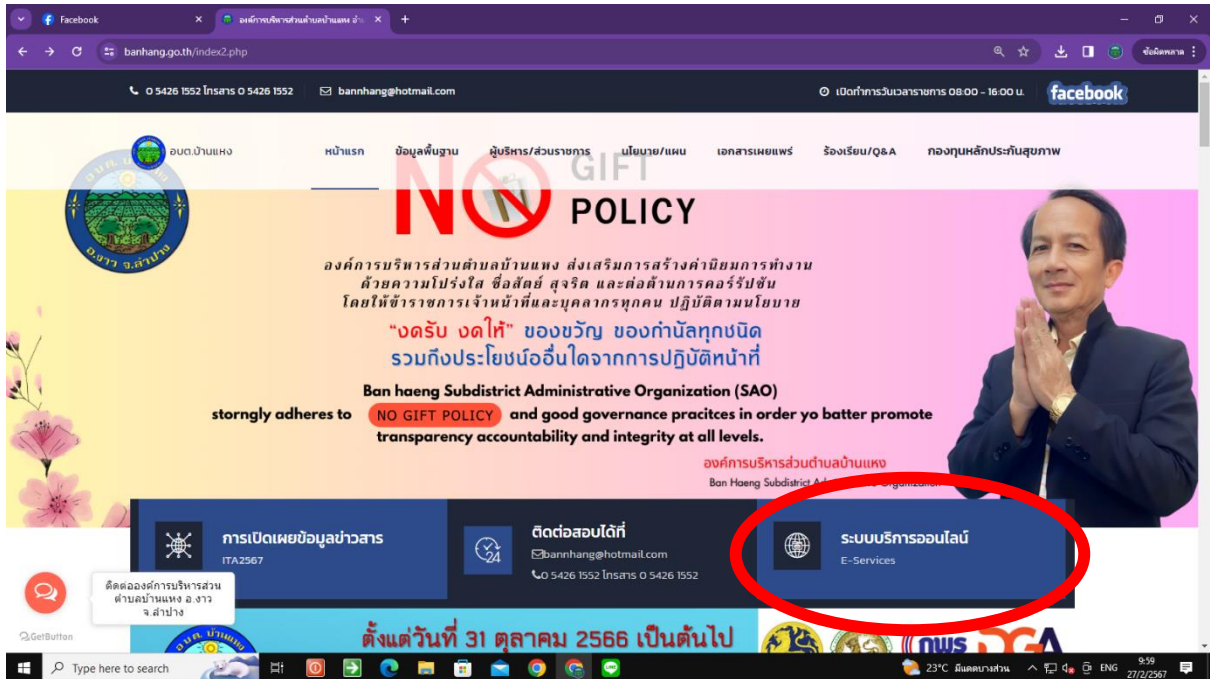 Facebook
องค์การบริหารส่วนตำบลบ้านแหง อำเ
banhang.go.th/index2.php
ข้อผิดพลาด
0 5426 1552 โทรสาร 0 5426 1552
bannhang@hotmail.com
เปิดทำการวันเวลาราชการ 08:00 - 16:00 น.
facebook
อบต.บ้านแหง
หน้าแรก
ข้อมูลพื้นฐาน
ผู้บริหาร/ส่วนราชการ
นโยบาย/แผน
เอกสารเผยแพร่
ร้องเรียน/Q&A
กองทุนหลักประกันสุขภาพ
NO GIFT
POLICY
อ.งาว จ.ลำปาง
องค์การบริหารส่วนตำบลบ้านแหง ส่งเสริมการสร้างค่านิยมการทำงาน
ด้วยความโปร่งใส ซื่อสัตย์ สุจริต และต่อต้านการคอร์รัปชัน
โดยให้ข้าราชการเจ้าหน้าที่และบุคลากรทุกคน ปฏิบัติตามนโยบาย
“งดรับ งดให้” ของขวัญ ของกำนัลทุกชนิด
รวมถึงประโยชน์อื่นใดจากการปฏิบัติหน้าที่
Ban haeng Subdistrict Administrative Organization (SAO)
storngly adheres to NO GIFT POLICY and good governance pracitces in order yo batter promote
transparency accountability and integrity at all levels.
องค์การบริหารส่วนตำบลบ้านแหง
Ban Haeng Subdistrict
การเปิดเผยข้อมูลข่าวสาร
ITA2567
ติดต่อสอบได้ที่
bannhang@hotmail.com
0 5426 1552 โทรสาร 0 5426 1552
ระบบบริการออนไลน์
E-Services
ติดต่อองค์การบริหารส่วน
ตำบลบ้านแหง อ.งาว
จ.ลำปาง
GetButton
ตั้งแต่วันที่ 31 ตุลาคม 2566 เป็นต้นไป
กพร
DGA
Type here to search
23°C มีแดดบางส่วน
ENG
9:59
27/2/2567